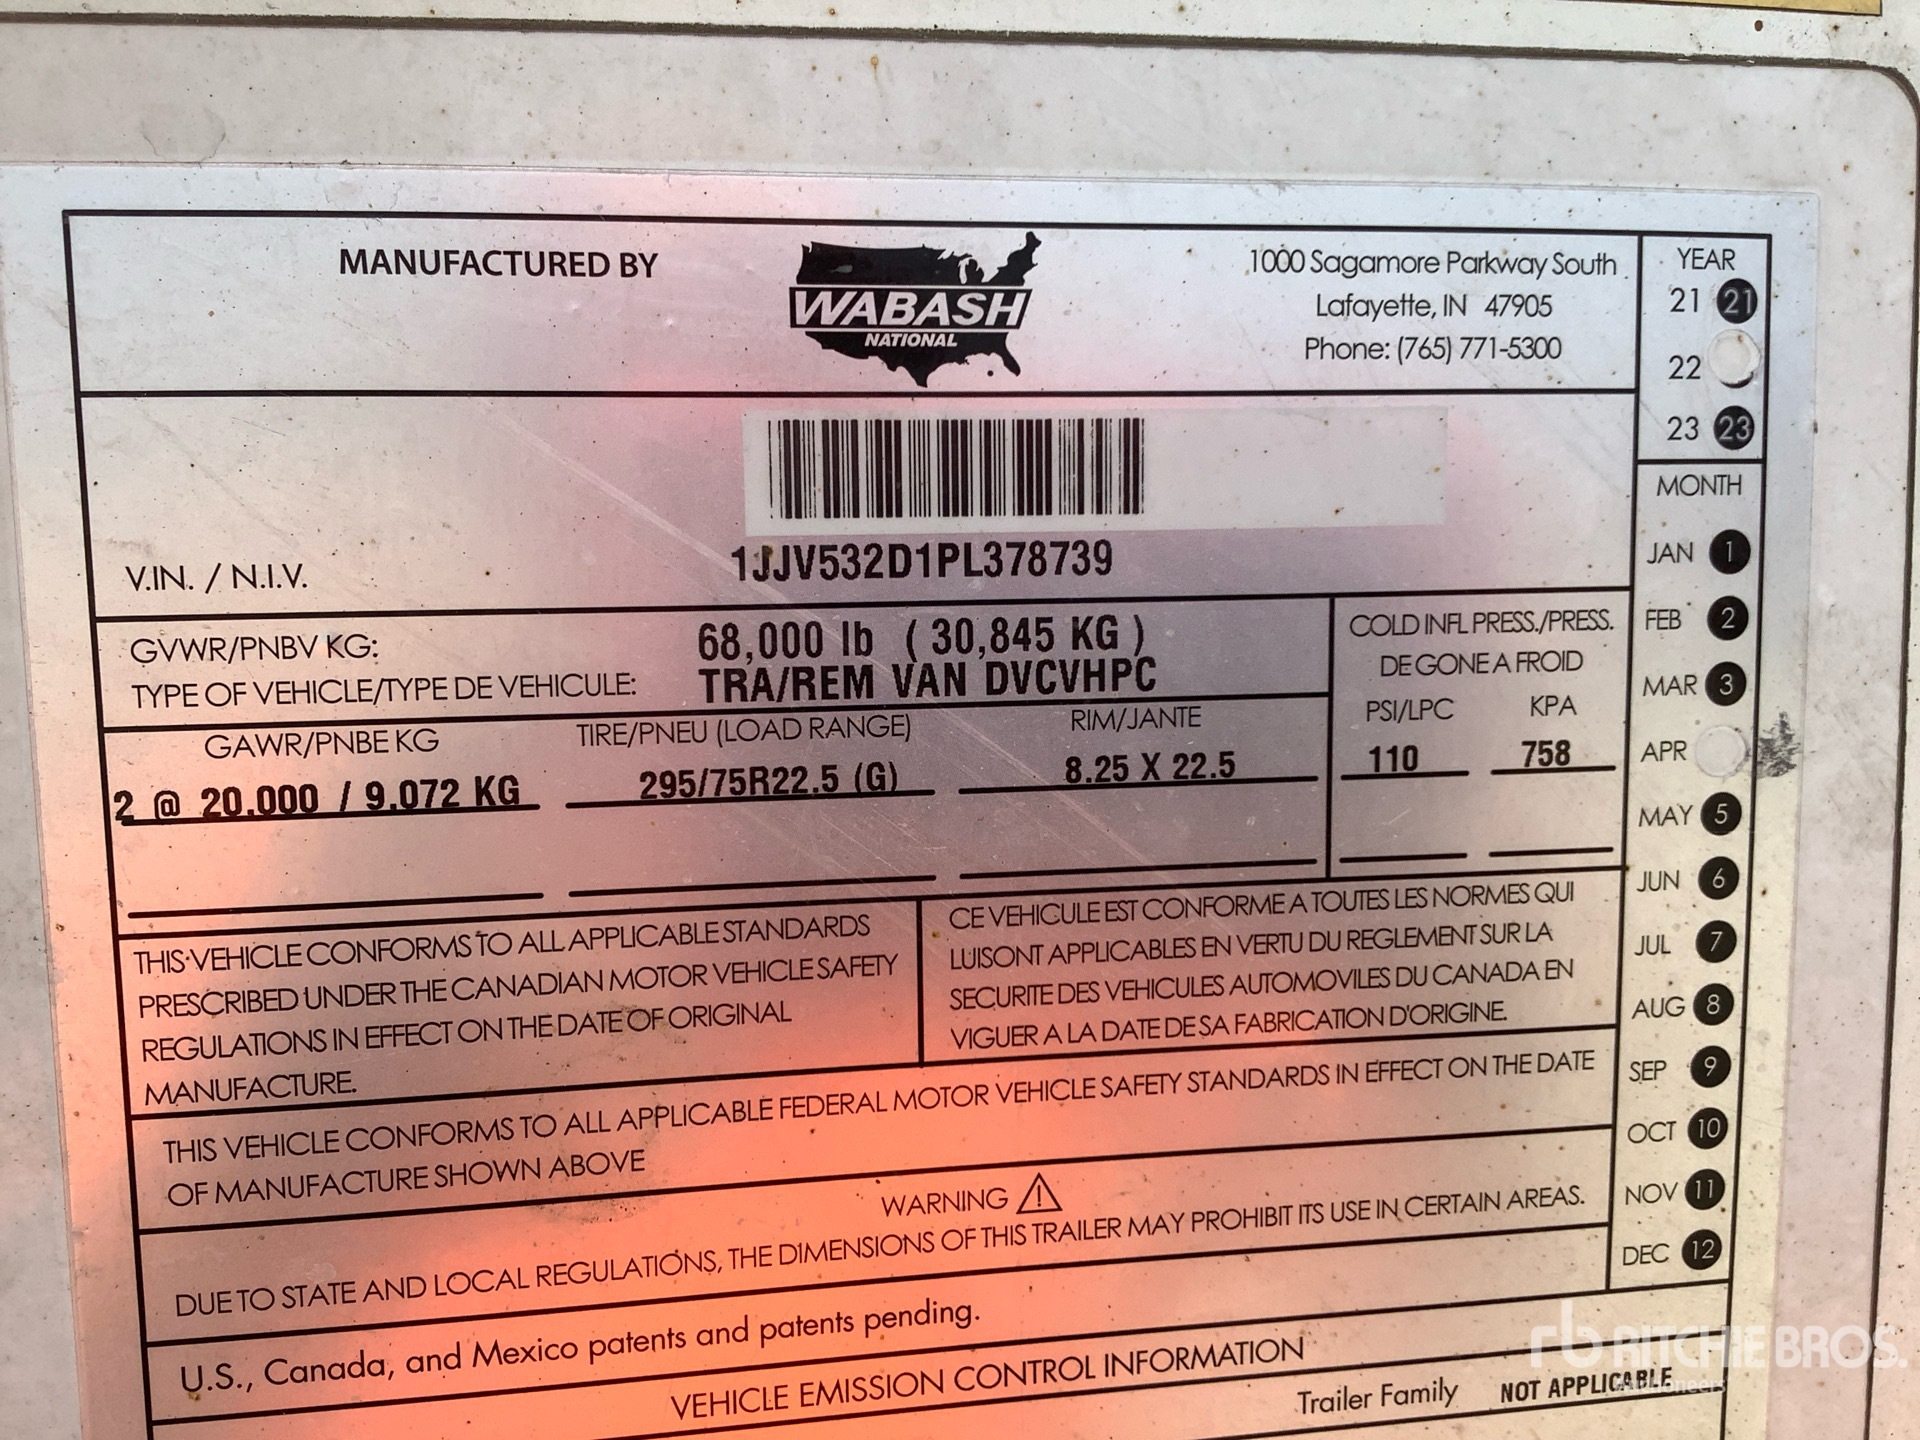 MANUFACTURED BY
WABASH
NATIONAL
1000 Sagamore Parkway South
Lafayette, IN 47905
Phone: (765) 771-5300
YEAR
21 21
22
23 23
V.IN. / N.I.V.
1JJV532D1PL378739
GVWR/PNBV KG: 68,000 lb ( 30,845 KG )
TYPE OF VEHICLE/TYPE DE VEHICULE: TRA/REM VAN DVCVHPC
COLD INFL PRESS./PRESS.
DE GONE A FROID
PSI/LPC KPA
110 758
GAWR/PNBE KG TIRE/PNEU (LOAD RANGE) RIM/JANTE
2 @ 20,000 / 9,072 KG 295/75R22.5 (G) 8.25 X 22.5
THIS VEHICLE CONFORMS TO ALL APPLICABLE STANDARDS
PRESCRIBED UNDER THE CANADIAN MOTOR VEHICLE SAFETY
REGULATIONS IN EFFECT ON THE DATE OF ORIGINAL
MANUFACTURE.
CE VEHICULE EST CONFORME A TOUTES LES NORMES QUI
LUISONT APPLICABLES EN VERTU DU REGLEMENT SUR LA
SECURITE DES VEHICULES AUTOMOVILES DU CANADA EN
VIGUER A LA DATE DE SA FABRICATION D'ORIGINE.
THIS VEHICLE CONFORMS TO ALL APPLICABLE FEDERAL MOTOR VEHICLE SAFETY STANDARDS IN EFFECT ON THE DATE
OF MANUFACTURE SHOWN ABOVE
WARNING
DUE TO STATE AND LOCAL REGULATIONS, THE DIMENSIONS OF THIS TRAILER MAY PROHIBIT ITS USE IN CERTAIN AREAS.
U.S., Canada, and Mexico patents and patents pending.
VEHICLE EMISSION CONTROL INFORMATION
Trailer Family NOT APPLICABLE
MONTH
JAN 1
FEB 2
MAR 3
APR
MAY 5
JUN 6
JUL 7
AUG 8
SEP 9
OCT 10
NOV 11
DEC 12
rb RITCHIE BROS.
Auctioneers